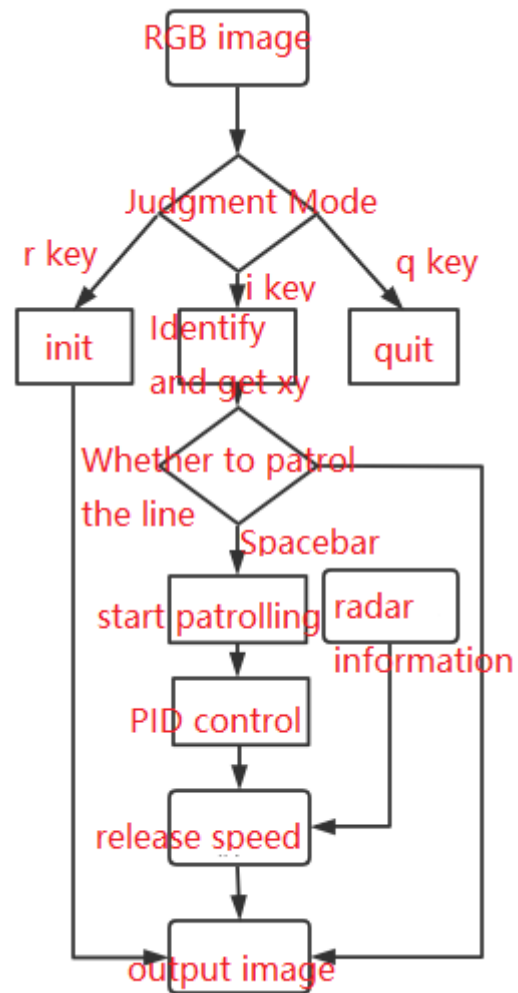 RGB image
Judgment Mode
r key
q key
i key
init
Identify
and get xy
quit
Whether to patrol
the line
Spacebar
start patrolling
radar
information
PID control
release speed
output image